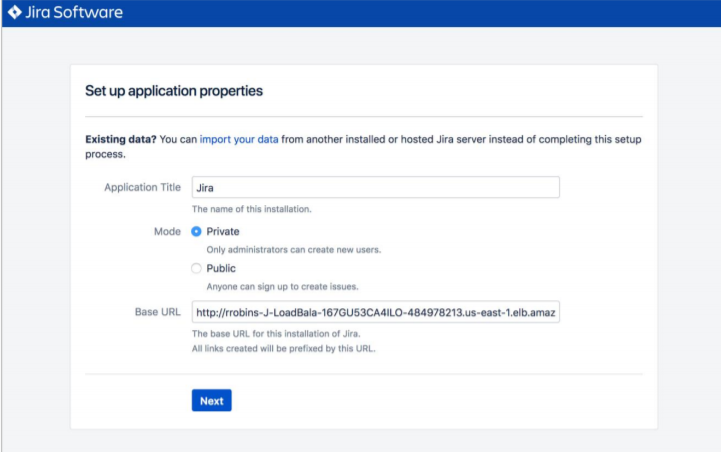 Jira Software
Set up application properties
Existing data? You can import your data from another installed or hosted Jira server instead of completing this setup
process.
Application Title Jira
The name of this installation.
Mode Private
Only administrators can create new users.
Public
Anyone can sign up to create issues.
Base URL http://rrobins-J-LoadBala-167GU53CA4ILO-484978213.us-east-1.elb.amaz
The base URL for this installation of Jira.
All links created will be prefixed by this URL.
Next